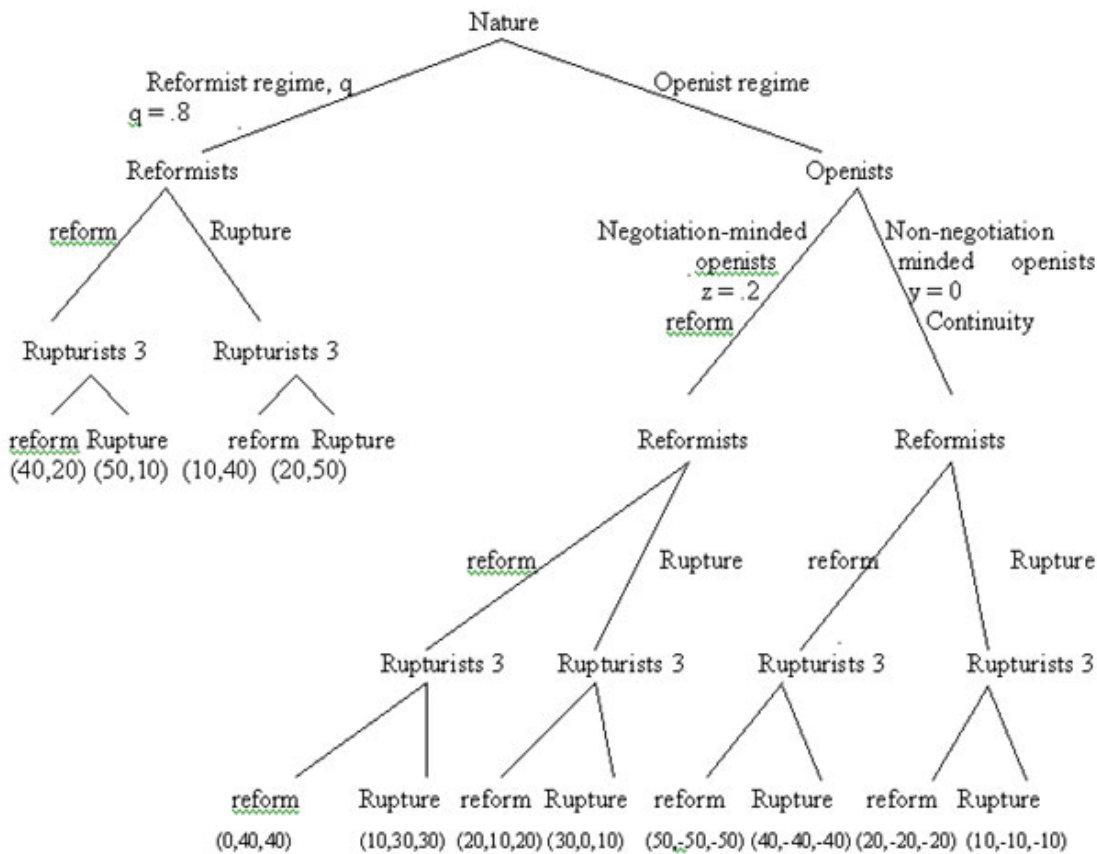 Nature
Reformist regime, q
Openist regime
q = .8
Reformists
Openists
reform
Rupture
Negotiation-minded
openists
z = .2
reform
Non-negotiation
minded openists
y = 0
Continuity
Rupturists 3
Rupturists 3
reform Rupture
reform Rupture
(40,20) (50,10) (10,40) (20,50)
Reformists
Reformists
reform
Rupture
reform
Rupture
Rupturists 3
Rupturists 3
Rupturists 3
Rupturists 3
reform Rupture reform Rupture reform Rupture reform Rupture
(0,40,40) (10,30,30) (20,10,20) (30,0,10) (50,-50,-50) (40,-40,-40) (20,-20,-20) (10,-10,-10)